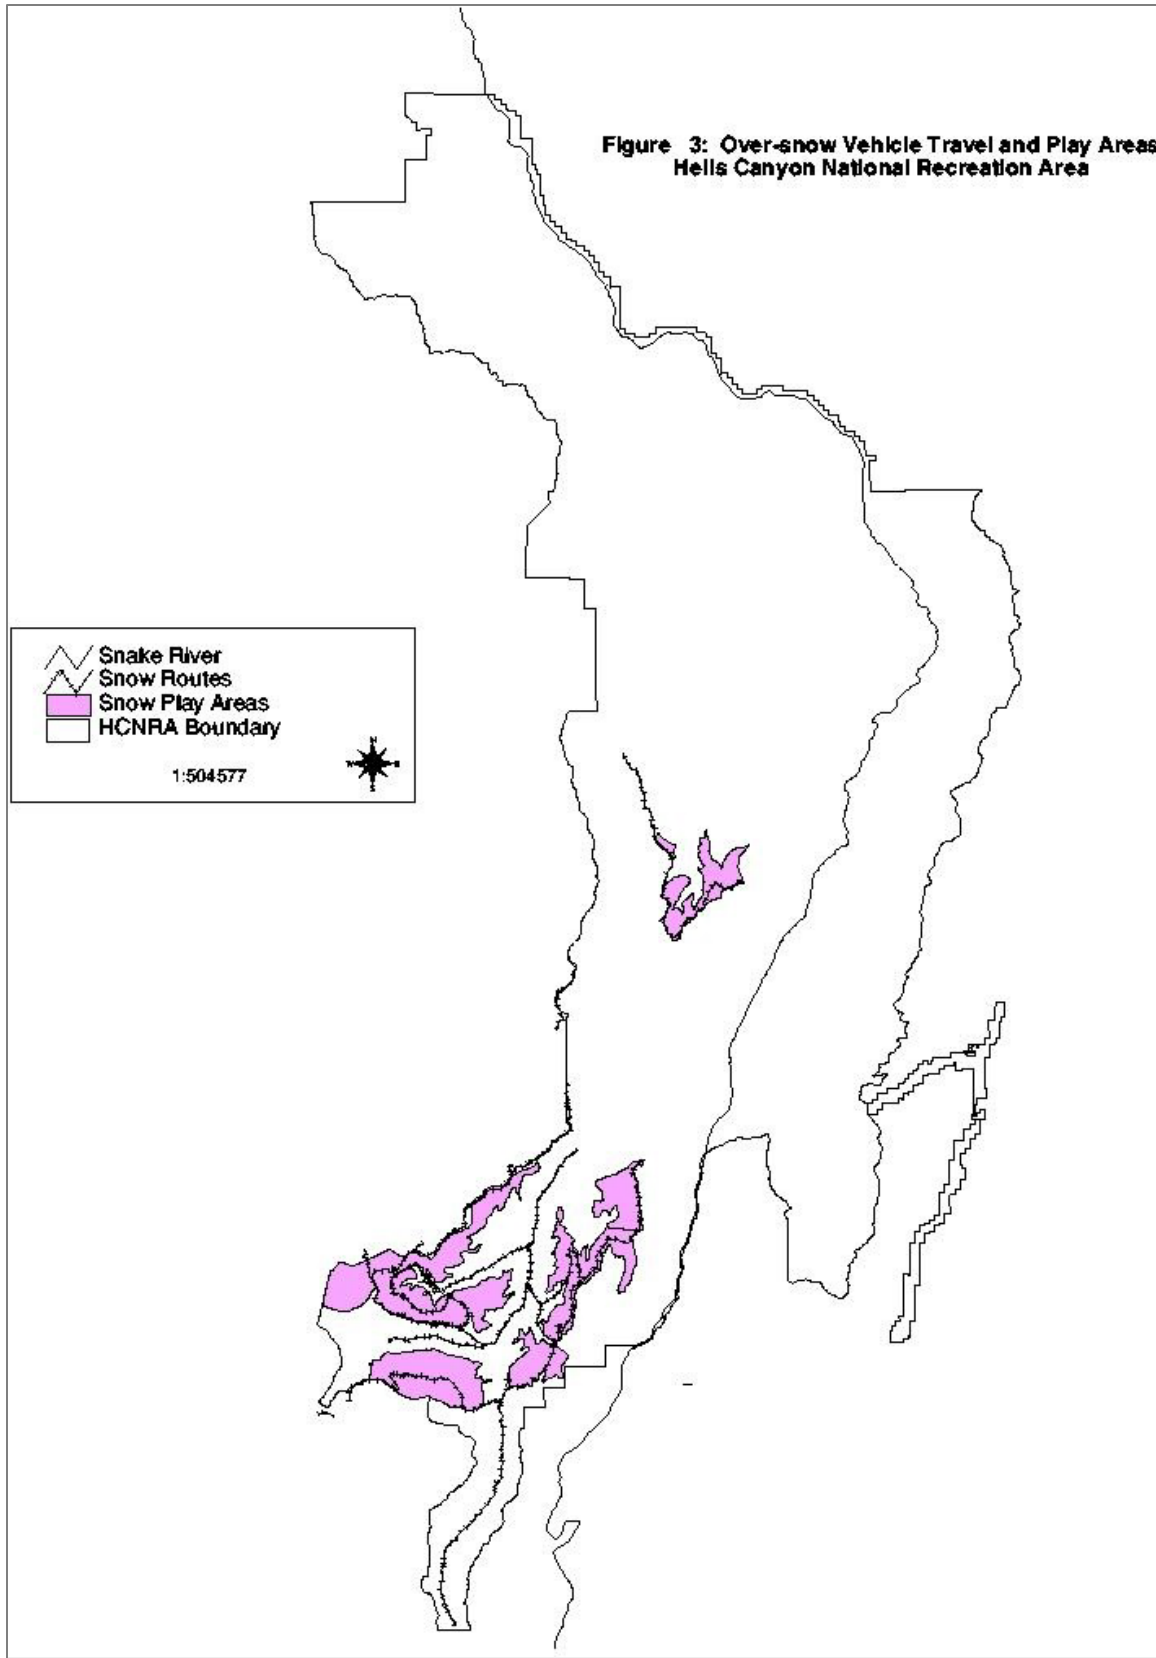 Figure 3: Over-snow Vehicle Travel and Play Areas
Hells Canyon National Recreation Area
Snake River
Snow Routes
Snow Play Areas
HCNRA Boundary
1:504577
N
W
E
S